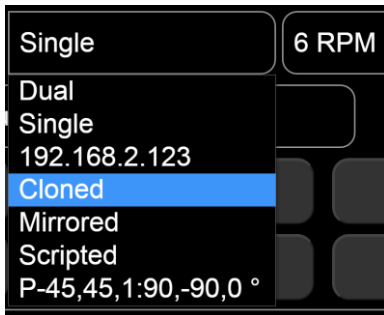 Single
6 RPM
Dual
Single
192.168.2.123
Cloned
Mirrored
Scripted
P-45,45,1:90,-90,0 °